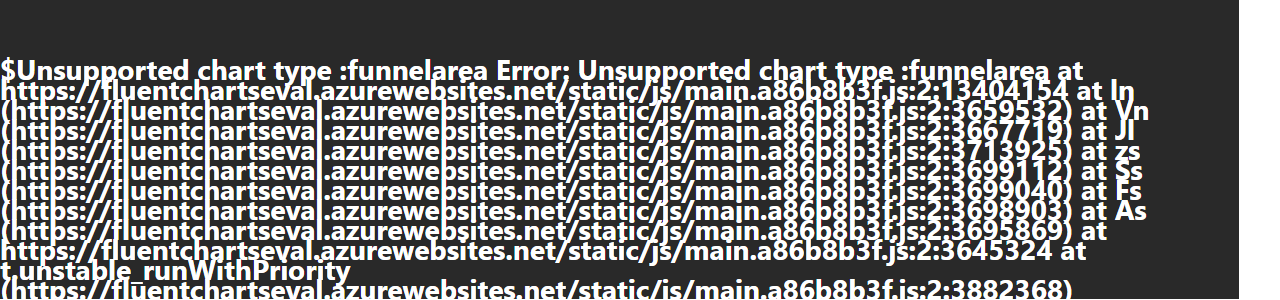 $Unsupported chart type :funnelarea Error: Unsupported chart type :funnelarea at
https://fluentchartseval.azurewebsites.net/static/js/main.a86b8b3f.js:2:13404154 at In
(https://fluentchartseval.azurewebsites.net/static/js/main.a86b8b3f.js:2:3659532) at Vn
(https://fluentchartseval.azurewebsites.net/static/js/main.a86b8b3f.js:2:3667719) at Jl
(https://fluentchartseval.azurewebsites.net/static/js/main.a86b8b3f.js:2:3713925) at zs
(https://fluentchartseval.azurewebsites.net/static/js/main.a86b8b3f.js:2:3699112) at Ss
(https://fluentchartseval.azurewebsites.net/static/js/main.a86b8b3f.js:2:3699040) at Fs
(https://fluentchartseval.azurewebsites.net/static/js/main.a86b8b3f.js:2:3698903) at As
(https://fluentchartseval.azurewebsites.net/static/js/main.a86b8b3f.js:2:3695869) at
https://fluentchartseval.azurewebsites.net/static/js/main.a86b8b3f.js:2:3645324 at
t.unstable_runWithPriority
(https://fluentchartseval.azurewebsites.net/static/js/main.a86b8b3f.js:2:3882368)